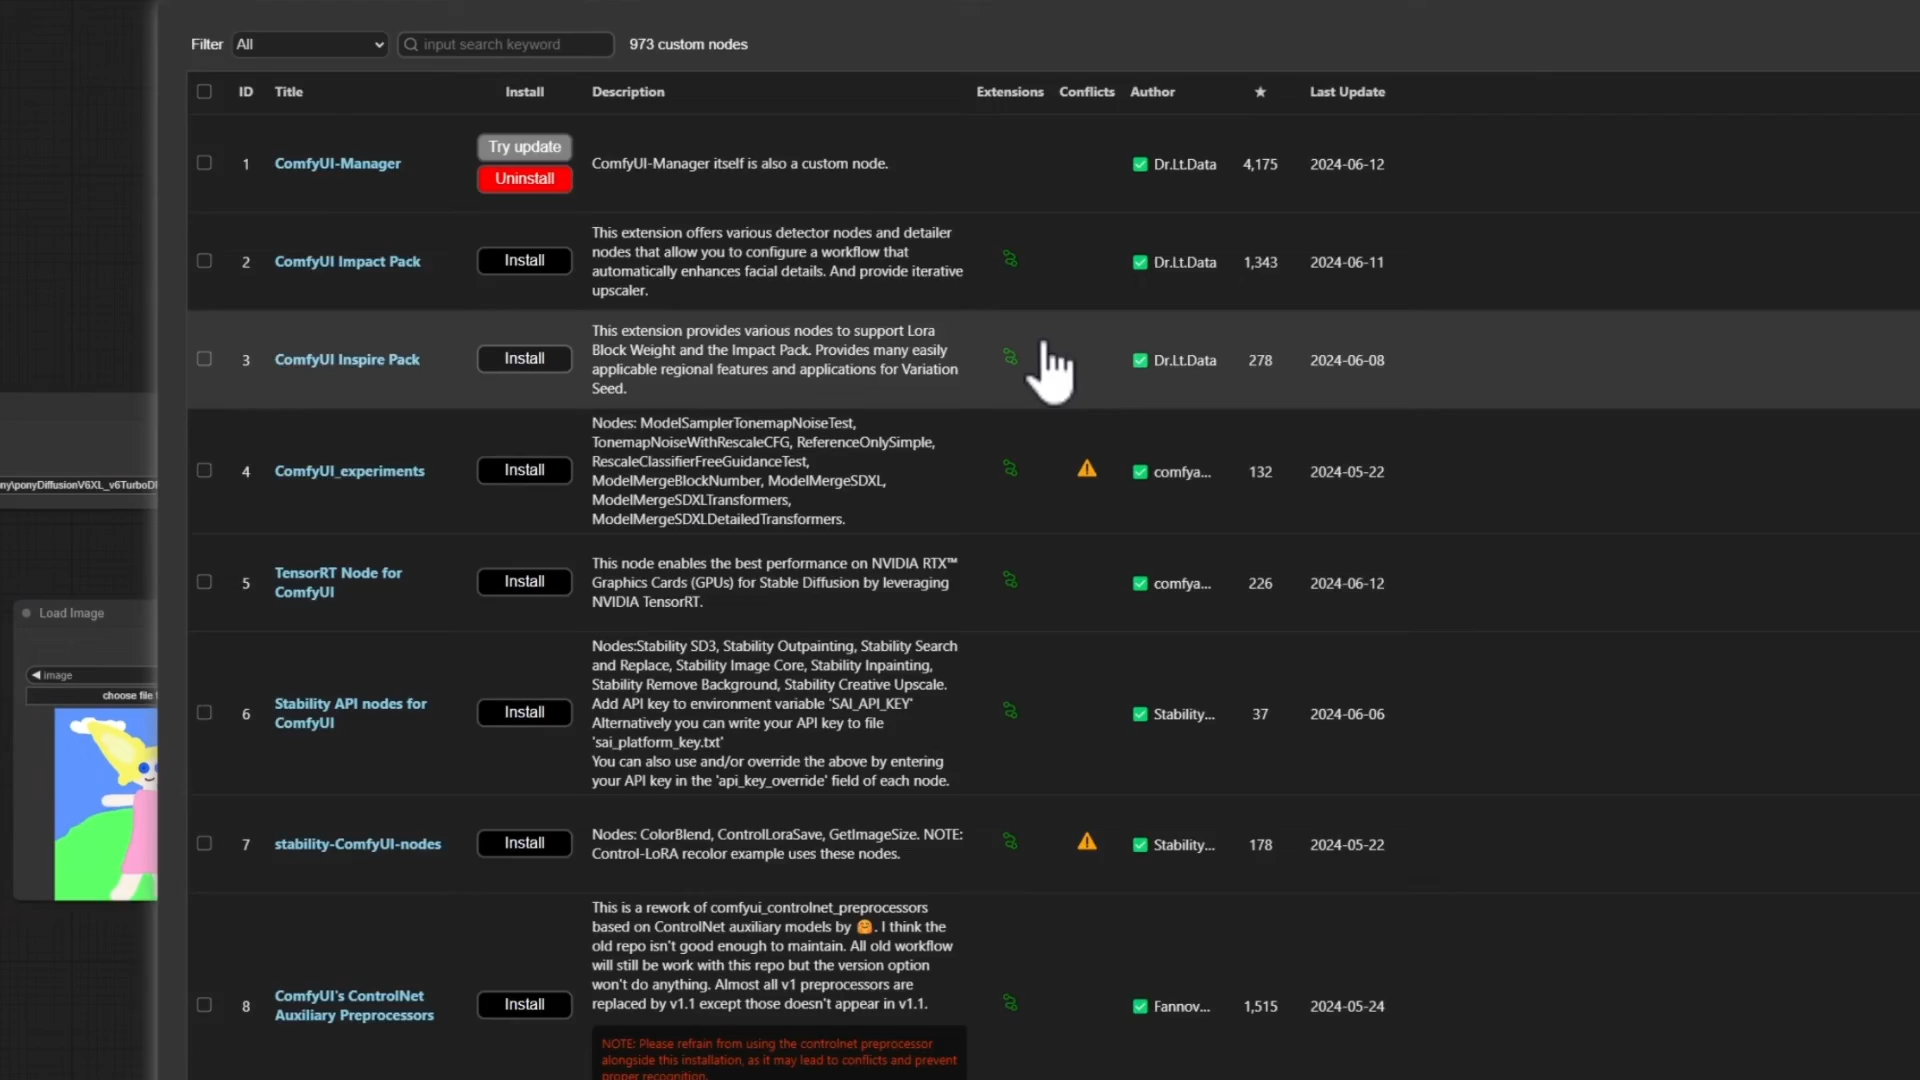 Filter All input search keyword 973 custom nodes
ID Title Install Description Extensions Conflicts Author ★ Last Update
1 ComfyUI-Manager Try update Uninstall ComfyUI-Manager itself is also a custom node. Dr.Lt.Data 4,175 2024-06-12
This extension offers various detector nodes and detailer
nodes that allow you to configure a workflow that
2 ComfyUI Impact Pack Install Dr.Lt.Data 1,343 2024-06-11
automatically enhances facial details. And provide iterative
upscaler.
This extension provides various nodes to support Lora
Block Weight and the Impact Pack. Provides many easily
3 ComfyUI Inspire Pack Install Dr.Lt.Data 278 2024-06-08
applicable regional features and applications for Variation
Seed.
Nodes: ModelSamplerTonemapNoiseTest,
TonemapNoiseWithRescaleCFG, ReferenceOnlySimple,
RescaleClassifierFreeGuidanceTest,
4 ComfyUI_experiments Install comfya... 132 2024-05-22
ModelMergeBlockNumber, ModelMergeSDXL,
ModelMergeSDXLTransformers,
ModelMergeSDXLDetailedTransformers.
ny\ponyDiffusionV6XL_v6TurboD
This node enables the best performance on NVIDIA RTX™
5 TensorRT Node for
ComfyUI
Install
Graphics Cards (GPUs) for Stable Diffusion by leveraging
NVIDIA TensorRT.
comfya... 226 2024-06-12
Load Image
image
choose file
Nodes:Stability SD3, Stability Outpainting, Stability Search
and Replace, Stability Image Core, Stability Inpainting,
Stability Remove Background, Stability Creative Upscale.
Add API key to environment variable 'SAI_API_KEY'
6 Stability API nodes for
ComfyUI
Install
Alternatively you can write your API key to file
'sai_platform_key.txt'
You can also use and/or override the above by entering
your API key in the 'api_key_override' field of each node.
Stability... 37 2024-06-06
7 stability-ComfyUI-nodes Install
Nodes: ColorBlend, ControlLoraSave, GetImageSize. NOTE:
Control-LoRA recolor example uses these nodes.
Stability... 178 2024-05-22
This is a rework of comfyui_controlnet_preprocessors
based on ControlNet auxiliary models by 🤗. I think the
old repo isn't good enough to maintain. All old workflow
will still be work with this repo but the version option
won't do anything. Almost all v1 preprocessors are
replaced by v1.1 except those doesn't appear in v1.1.
8 ComfyUI's ControlNet
Auxiliary Preprocessors
Install
Fannov... 1,515 2024-05-24
NOTE: Please refrain from using the controlnet preprocessor
alongside this installation, as it may lead to conflicts and prevent
proper recognition.